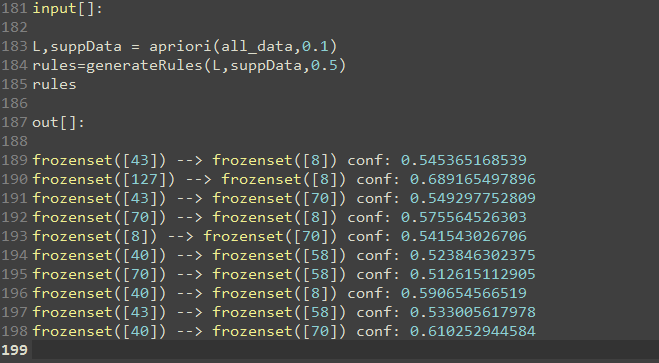 181 input[]:
182
183 L,suppData = apriori(all_data,0.1)
184 rules=generateRules(L,suppData,0.5)
185 rules
186
187 out[]:
188
189 frozenset([43]) --> frozenset([8]) conf: 0.545365168539
190 frozenset([127]) --> frozenset([8]) conf: 0.689165497896
191 frozenset([43]) --> frozenset([70]) conf: 0.549297752809
192 frozenset([70]) --> frozenset([8]) conf: 0.575564526303
193 frozenset([8]) --> frozenset([70]) conf: 0.541543026706
194 frozenset([40]) --> frozenset([58]) conf: 0.523846302375
195 frozenset([70]) --> frozenset([58]) conf: 0.512615112905
196 frozenset([40]) --> frozenset([8]) conf: 0.590654566519
197 frozenset([43]) --> frozenset([58]) conf: 0.533005617978
198 frozenset([40]) --> frozenset([70]) conf: 0.610252944584
199